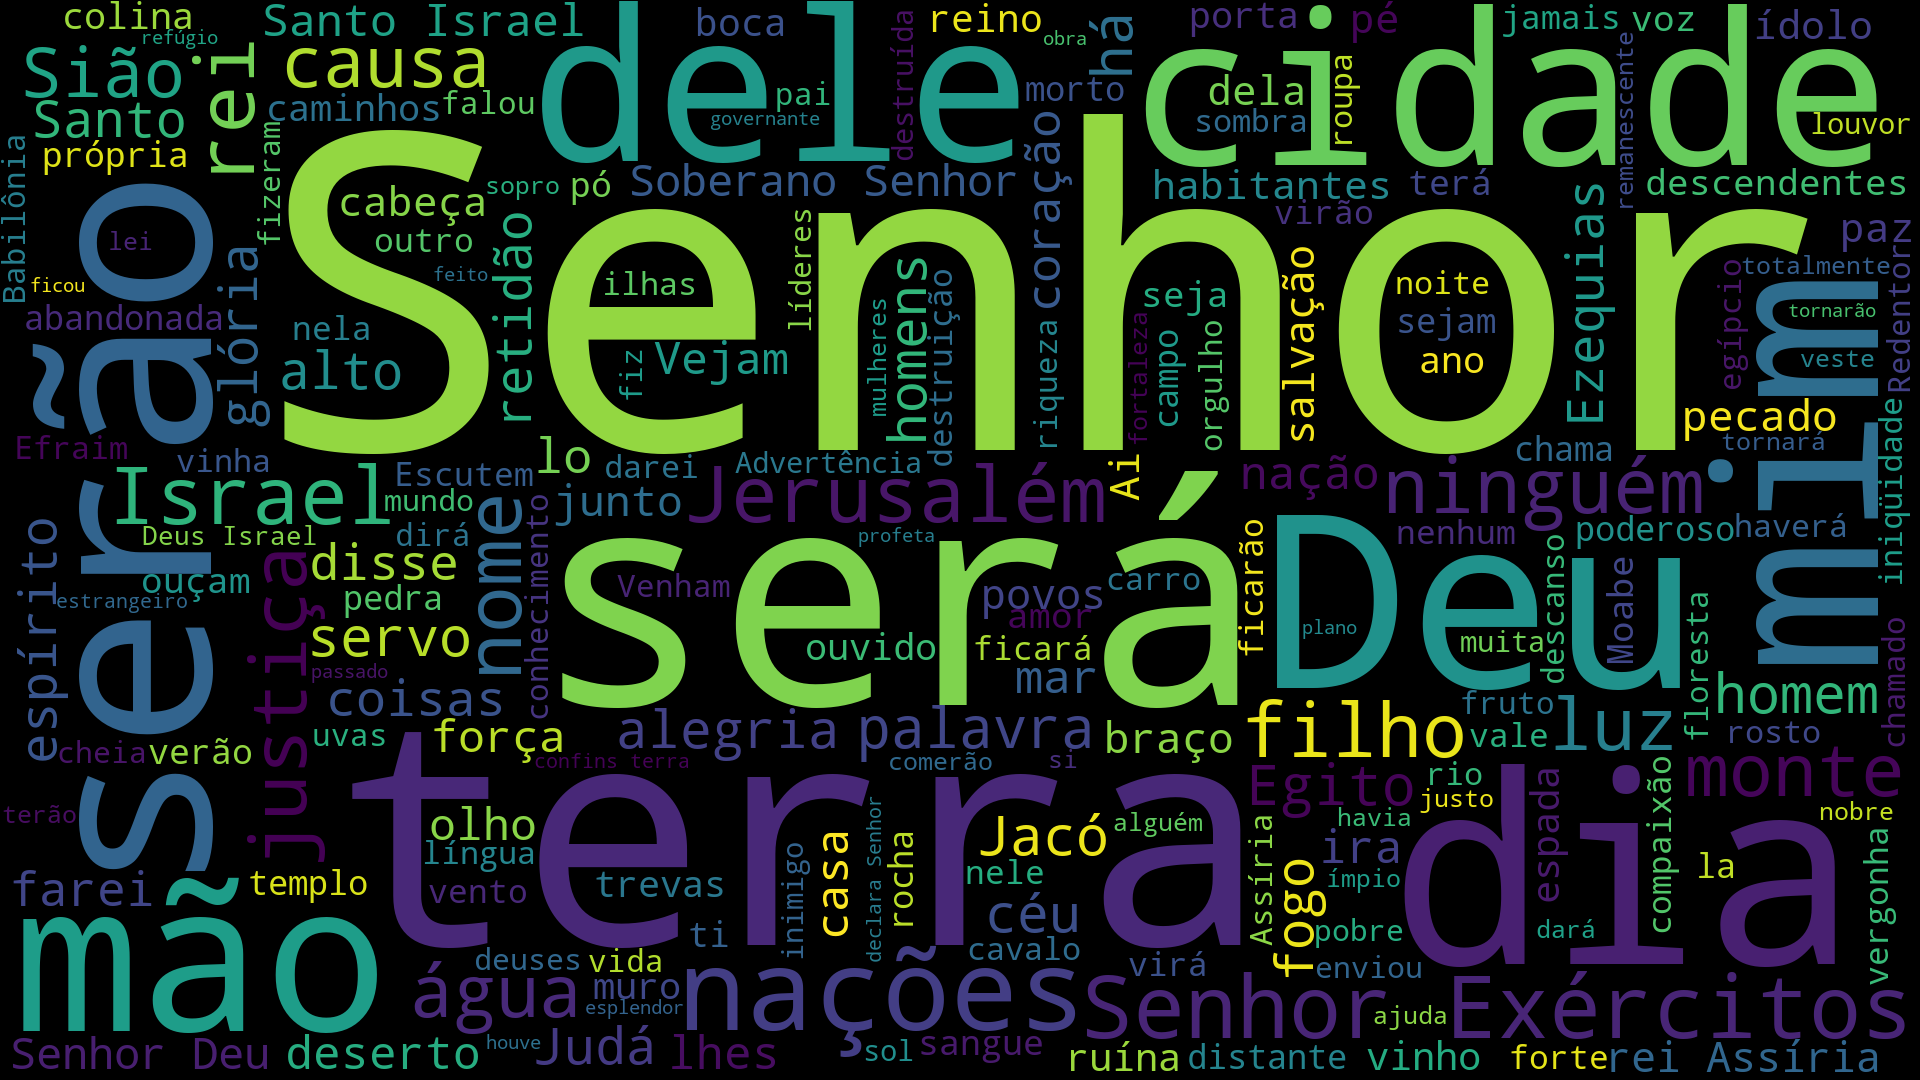 colina
refúgio
Santo Israel
boca
destruída
reino
obra
há
porta
pé
jamais
voz
ídolo
Sião
rei
causa
dele
cidade
Santo
caminhos
falou
pai
governante
morto
dela
sombra
roupa
remanescente
louvor
própria
fizeram
Babilônia
serão
Senhor
cabeça
sopro
pó
Soberano Senhor
coração
habitantes
terá
descendentes
lei
outro
retidão
virão
Ezequias
paz
ficou
glória
feito
ilhas
líderes
homens
destruição
seja
noite
totalmente
abandonada
nela
mulheres
riqueza
fortaleza
campo
orgulho
salvação
sejam
egípcio
mim
tornarão
Redentor
alto
fiz
Vejam
ano
veste
pecado
Efraim
vinha
Escutem
lo
darei
Advertência
Ai
nação
chama
tornará
iniqüidade
Israel
mundo
nome
junto
Jerusalém
ninguém
Deus Israel
dirá
conhecimento
profeta
será
Deu
nenhum
poderoso
haverá
espírito
justiça
disse
ouçam
estrangeiro
pedra
Venham
povos
carro
ficarão
descanso
Moabe
floresta
servo
amor
plano
muita
ouvido
ficará
passado
coisas
mar
fruto
homem
chamado
cheia
verão
uvas
força
alegria
palavra
braço
filho
vale
luz
rosto
confins terra
comerão
si
terra
Egito
rio
dia
monte
terão
justo
espada
compaixão
nobre
olho
língua
inimigo
casa
declara Senhor
rocha
Jacó
alguém
Assíria
havia
ira
vergonha
farei
templo
vento
trevas
nele
fogo
ímpio
la
mão
céu
pobre
dará
ti
deuses
vida
cavalo
virá
enviou
água
muro
esplendor
nações
Senhor Exércitos
ajuda
Senhor Deu
deserto
houve
Judá
lhes
sol
sangue
ruína
distante
vinho
forte
rei Assíria